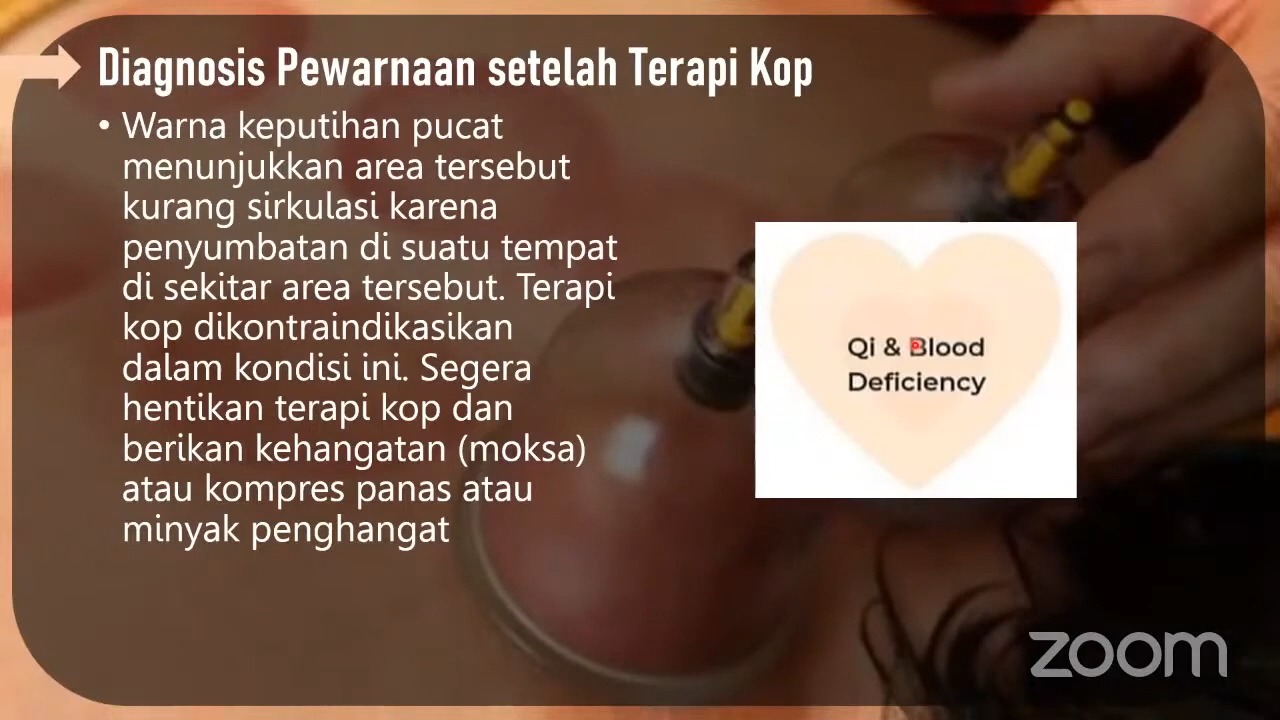 Diagnosis Pewarnaan setelah Terapi Kop
• Warna keputihan pucat
menunjukkan area tersebut
kurang sirkulasi karena
penyumbatan di suatu tempat
di sekitar area tersebut. Terapi
kop dikontraindikasikan
dalam kondisi ini. Segera
hentikan terapi kop dan
berikan kehangatan (moksa)
atau kompres panas atau
minyak penghangat
Qi & Blood
Deficiency
zoom